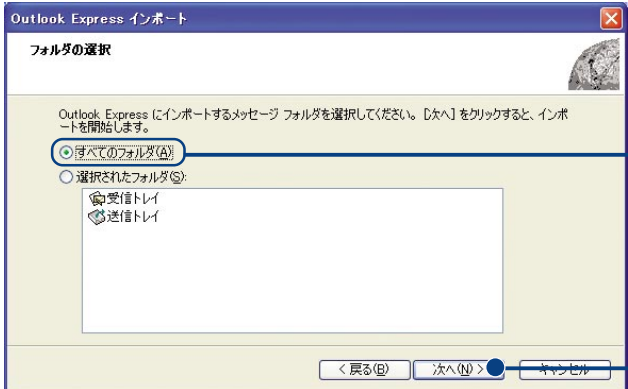 Outlook Express インポート
フォルダの選択
Outlook Express にインポートするメッセージ フォルダを選択してください。[次へ] をクリックすると、インポ
ートを開始します。
すべてのフォルダ(A)
選択されたフォルダ(S):
受信トレイ
送信トレイ
< 戻る(B)
次へ(N) >
キャンセル